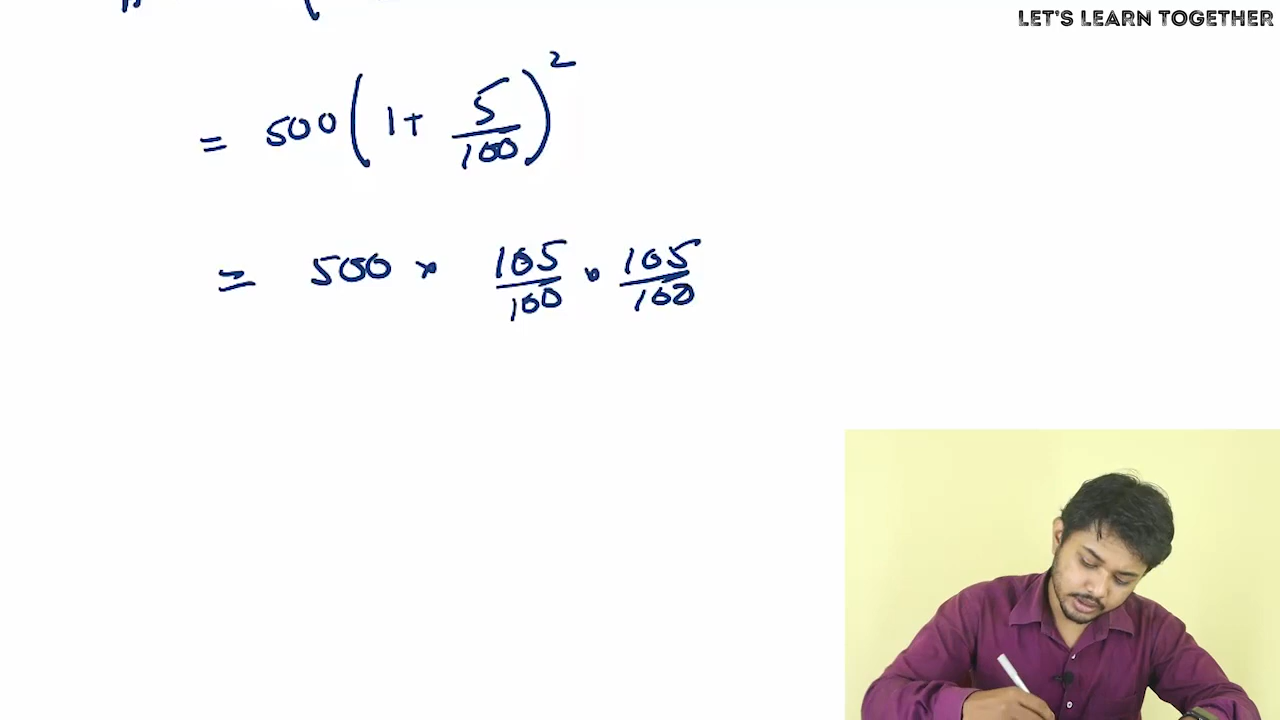 LET'S LEARN TOGETHER
= 500 ( 1 + 5/100 )²
= 500 × 105/100 · 105/100